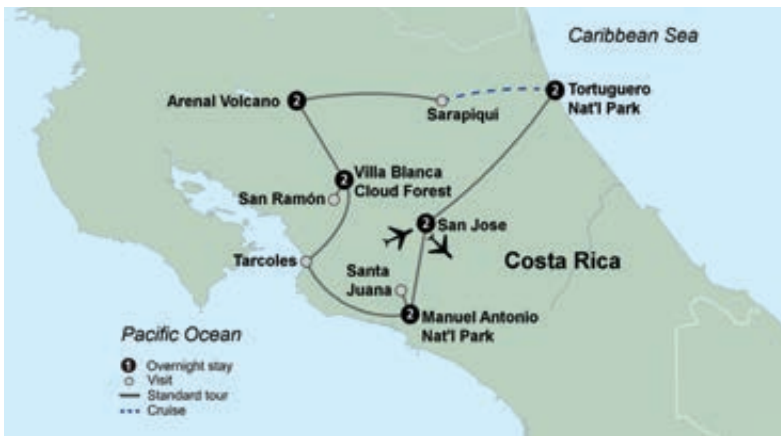 Caribbean Sea
Arenal Volcano
2
Sarapiqui
2
Tortuguero
Nat'l Park
2
Villa Blanca
Cloud Forest
San Ramón
2
San Jose
Tarcoles
Santa
Juana
Costa Rica
2
Manuel Antonio
Nat'l Park
Pacific Ocean
1
Overnight stay
Visit
Standard tour
Cruise